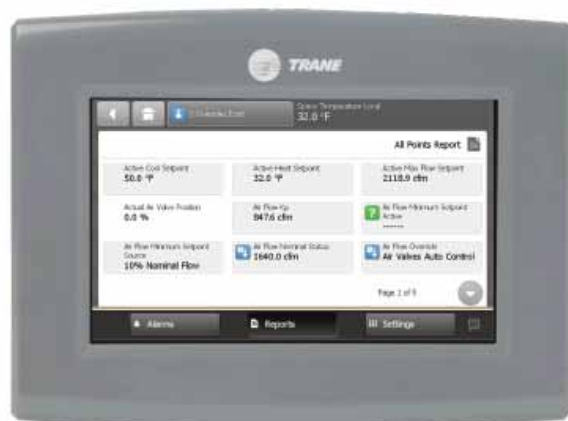 TRANE
Space Temperature Local
32.0 °F
All Points Report
Active Cool Setpoint
50.0 °F
Active Heat Setpoint
32.0 °F
Active Max Flow Setpoint
2118.9 cfm
Actual Air Valve Position
0.0 %
Air Flow Kp
847.6 cfm
Air Flow Minimum Setpoint
Active
------
Air Flow Minimum Setpoint
Source
10% Nominal Flow
Air Flow Nominal Status
1640.0 cfm
Air Flow Override
Air Valves Auto Control
Page 1 of
Alarms
Reports
Settings